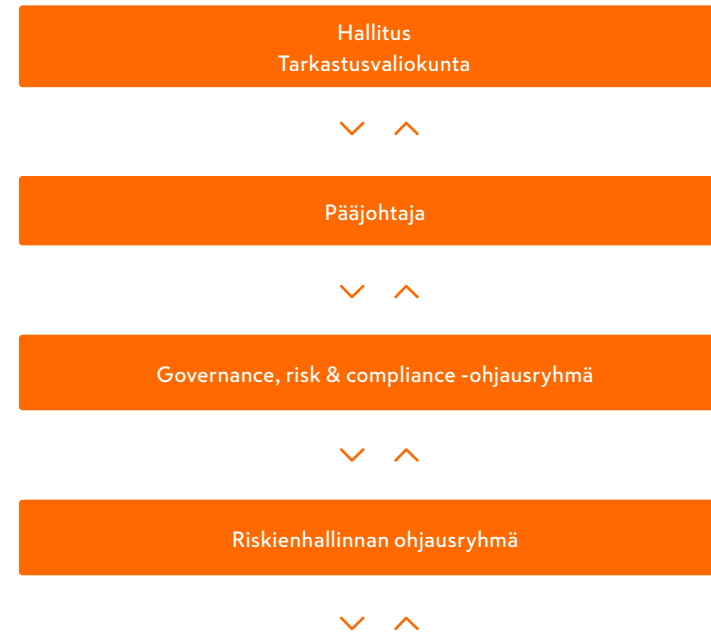 Hallitus
Tarkastusvaliokunta
Pääjohtaja
Governance, risk & compliance -ohjausryhmä
Riskienhallinnan ohjausryhmä